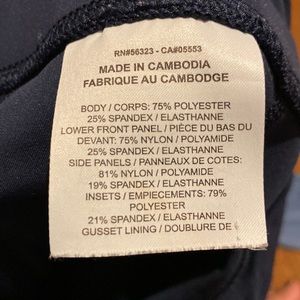 RN#56323 - CA#05553
MADE IN CAMBODIA
FABRIQUE AU CAMBODGE
BODY / CORPS: 75% POLYESTER
25% SPANDEX / ELASTHANNE
LOWER FRONT PANEL / PIÈCE DU BAS DU
DEVANT: 75% NYLON / POLYAMIDE
25% SPANDEX / ELASTHANNE
SIDE PANELS / PANNEAUX DE COTES:
81% NYLON / POLYAMIDE
19% SPANDEX / ELASTHANNE
INSETS / EMPIECEMENTS: 79%
POLYESTER
21% SPANDEX / ELASTHANNE
GUSSET LINING / DOUBLURE DE